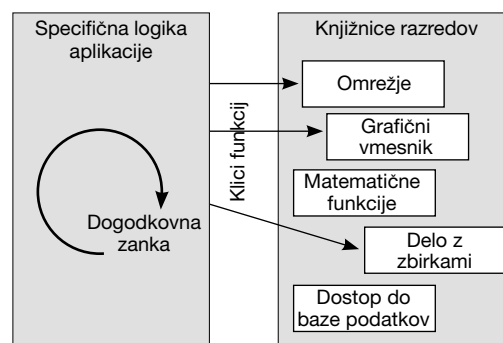 Specifična logika
aplikacije
Dogodkovna
zanka
Klici funkcij
Knjižnice razredov
Omrežje
Grafični
vmesnik
Matematične
funkcije
Delo z
zbirkami
Dostop do
baze podatkov